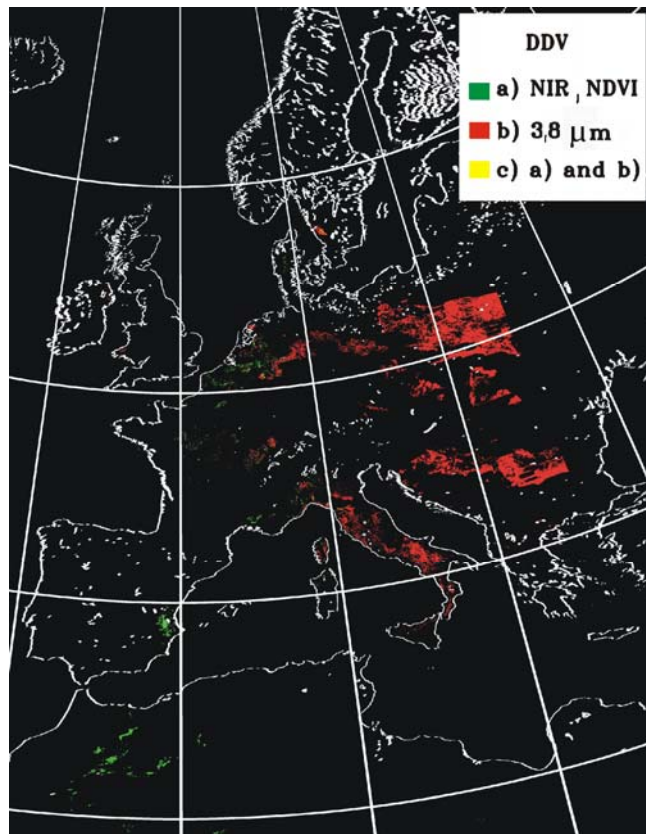 DDV
a) NIR, NDVI
b) 3,8 μm
c) a) and b)